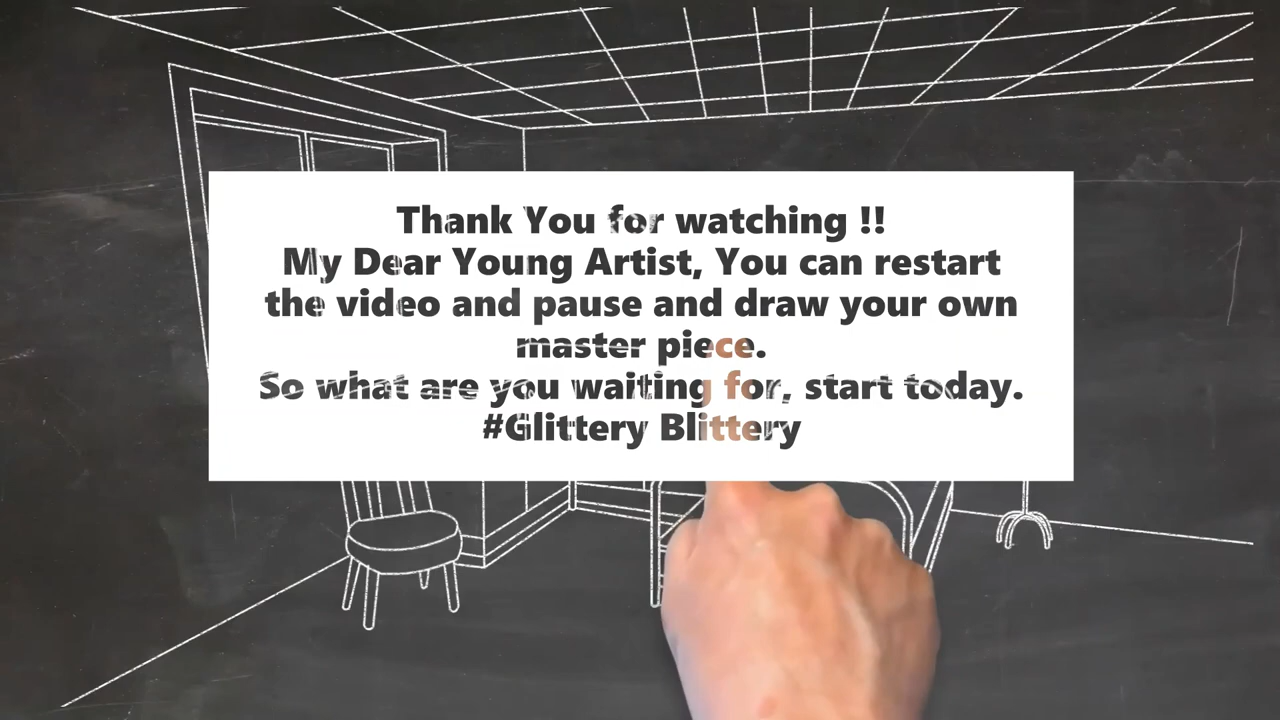 Thank You for watching !!
My Dear Young Artist, You can restart
the video and pause and draw your own
master piece.
So what are you waiting for, start today.
#Glittery Blittery